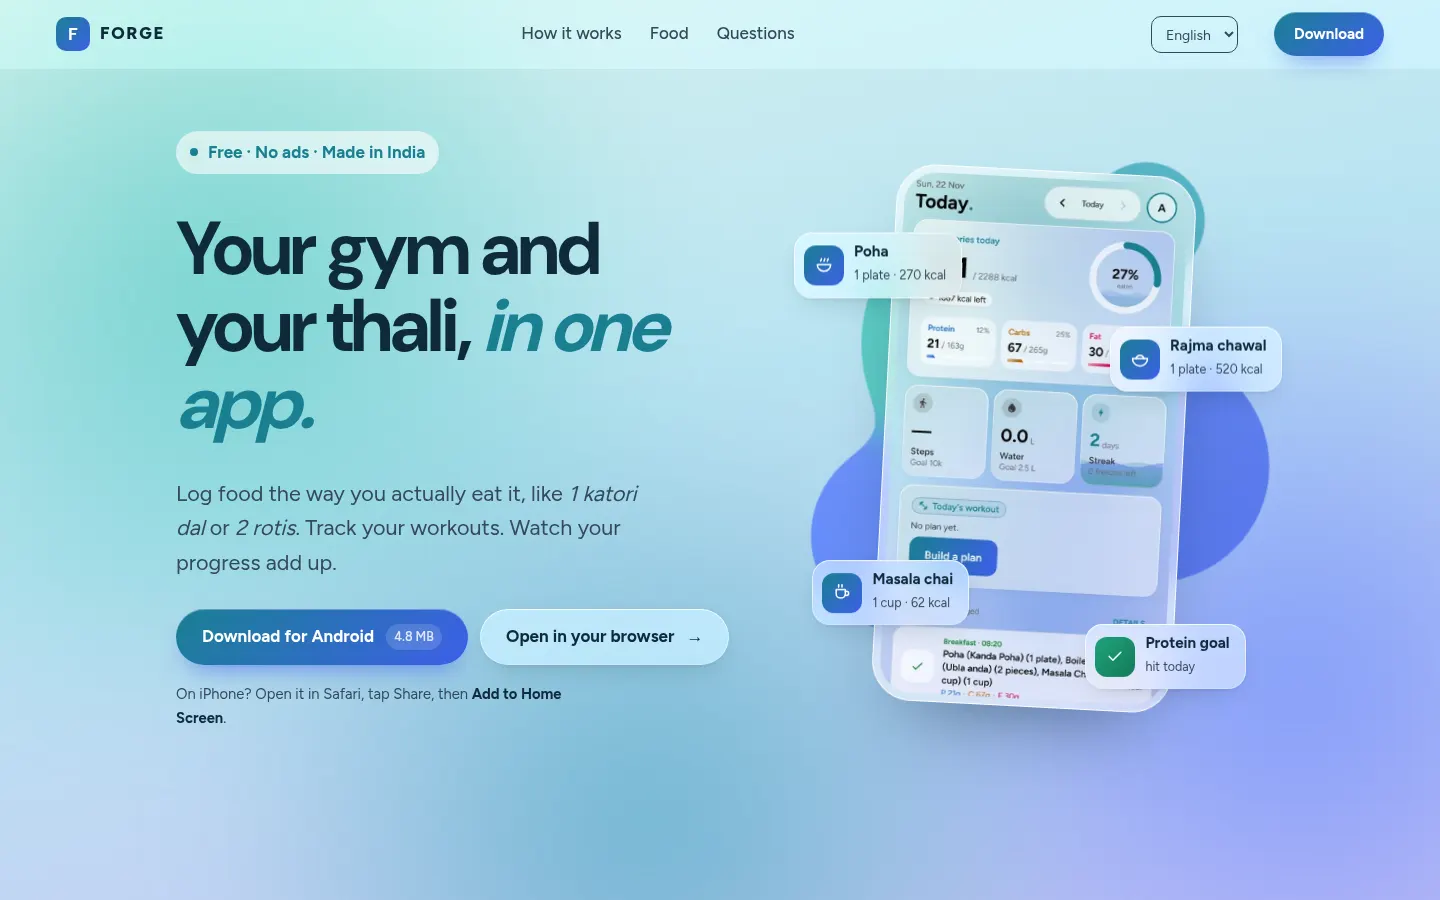 F FORGE
How it works
Food
Questions
English
Download
Free · No ads · Made in India
Your gym and
your thali, in one
app.
Log food the way you actually eat it, like 1 katori
dal or 2 rotis. Track your workouts. Watch your
progress add up.
Download for Android 4.8 MB
Open in your browser →
On iPhone? Open it in Safari, tap Share, then Add to Home
Screen.
Sun, 22 Nov
Today.
Today
A
today
/ 2288 kcal
kcal left
27%
Poha
1 plate · 270 kcal
Protein 12%
21 / 163g
Carbs 25%
67 / 265g
Fat
30 /
Rajma chawal
1 plate · 520 kcal
Steps
Goal 10k
0.0 L
Water
Goal 2.5 L
2 days
Streak
Today's workout
No plan yet.
Build a plan
Masala chai
1 cup · 62 kcal
DETAILS
Breakfast · 08:20
Poha (Kanda Poha) (1 plate),
(Ubla anda) (2 pieces), Masala
cup) (1 cup)
P 21g · C 67g · F 30g
Protein goal
hit today